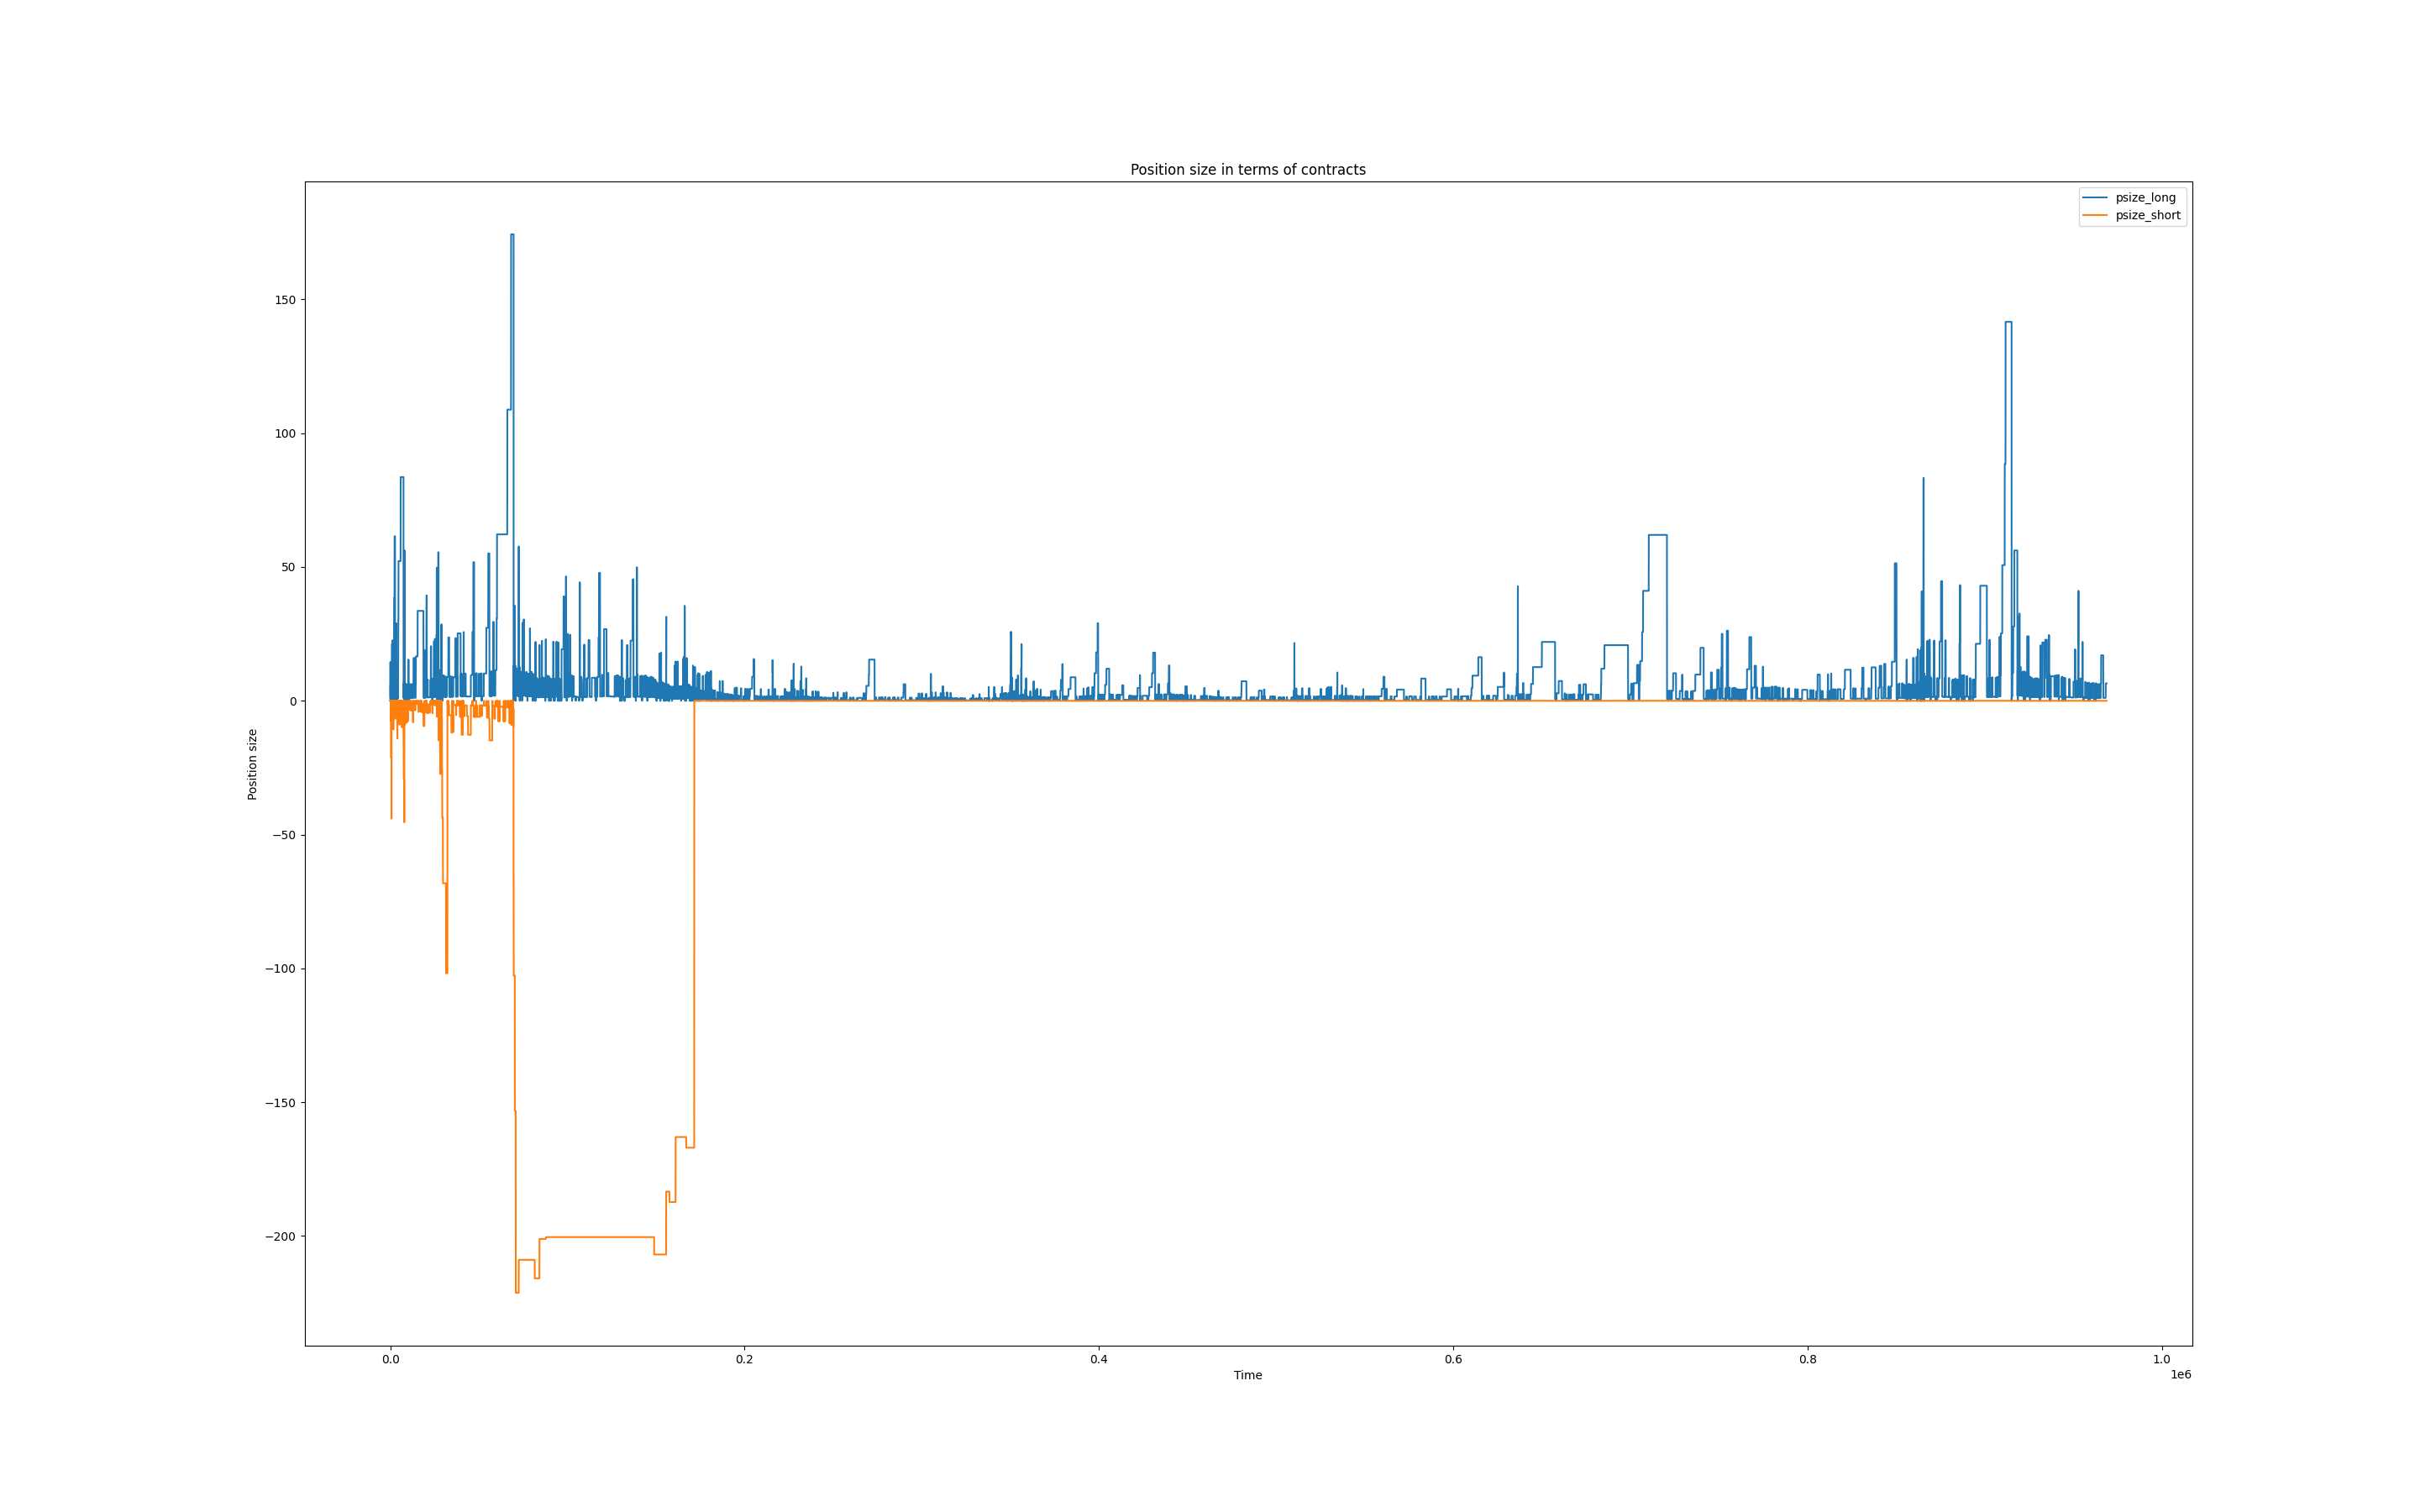 Position size in terms of contracts
psize_long
psize_short
150
100
50
0
−50
−100
−150
−200
Position size
0.0
0.2
0.4
0.6
0.8
1.0
Time
1e6